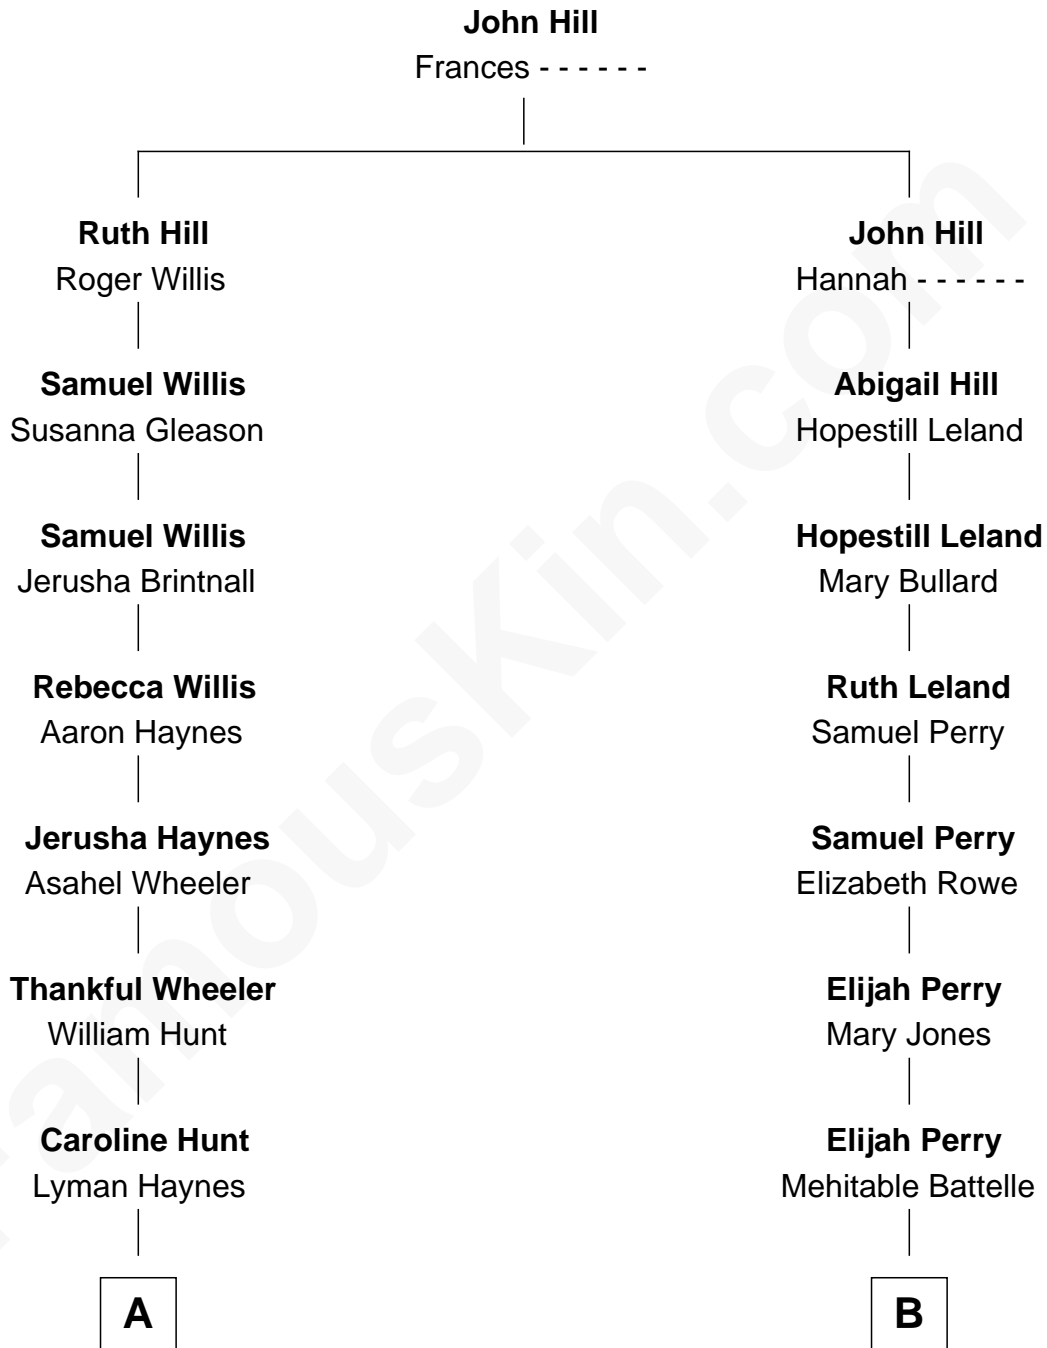 John Hill
Frances - - - - - -
Ruth Hill
Roger Willis
John Hill
Hannah - - - - - -
Samuel Willis
Susanna Gleason
Abigail Hill
Hopestill Leland
Samuel Willis
Jerusha Brintnall
Hopestill Leland
Mary Bullard
Rebecca Willis
Aaron Haynes
Ruth Leland
Samuel Perry
Jerusha Haynes
Asahel Wheeler
Samuel Perry
Elizabeth Rowe
Thankful Wheeler
William Hunt
Elijah Perry
Mary Jones
Caroline Hunt
Lyman Haynes
Elijah Perry
Mehitable Battelle
A
B
FamousKin.com